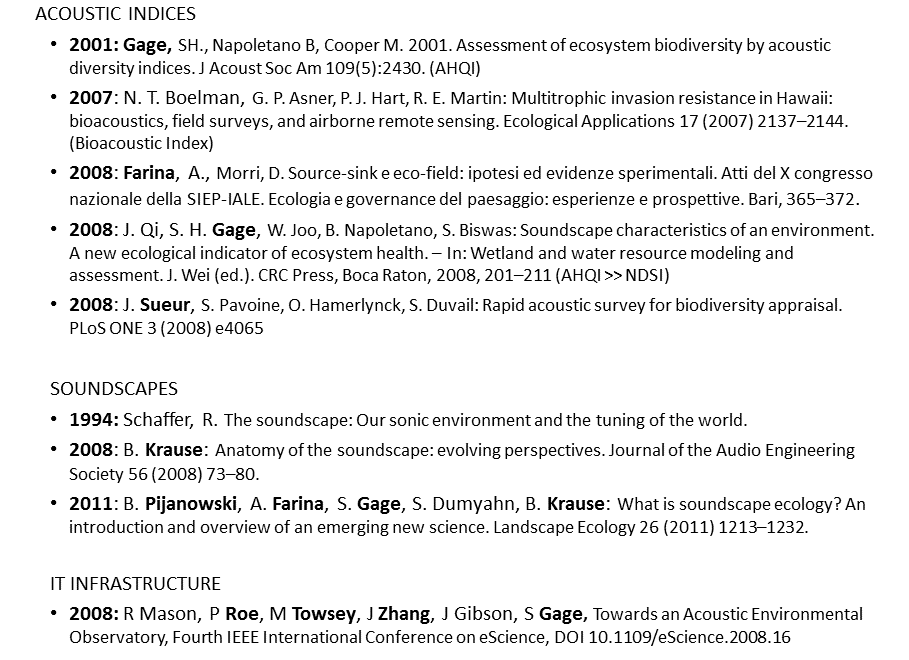 ACOUSTIC INDICES
• 2001: Gage, SH., Napoletano B, Cooper M. 2001. Assessment of ecosystem biodiversity by acoustic
diversity indices. J Acoust Soc Am 109(5):2430. (AHQI)
• 2007: N. T. Boelman, G. P. Asner, P. J. Hart, R. E. Martin: Multitrophic invasion resistance in Hawaii:
bioacoustics, field surveys, and airborne remote sensing. Ecological Applications 17 (2007) 2137–2144.
(Bioacoustic Index)
• 2008: Farina, A., Morri, D. Source-sink e eco-field: ipotesi ed evidenze sperimentali. Atti del X congresso
nazionale della SIEP-IALE. Ecologia e governance del paesaggio: esperienze e prospettive. Bari, 365–372.
• 2008: J. Qi, S. H. Gage, W. Joo, B. Napoletano, S. Biswas: Soundscape characteristics of an environment.
A new ecological indicator of ecosystem health. – In: Wetland and water resource modeling and
assessment. J. Wei (ed.). CRC Press, Boca Raton, 2008, 201–211 (AHQI >> NDSI)
• 2008: J. Sueur, S. Pavoine, O. Hamerlynck, S. Duvail: Rapid acoustic survey for biodiversity appraisal.
PLoS ONE 3 (2008) e4065
SOUNDSCAPES
• 1994: Schaffer, R. The soundscape: Our sonic environment and the tuning of the world.
• 2008: B. Krause: Anatomy of the soundscape: evolving perspectives. Journal of the Audio Engineering
Society 56 (2008) 73–80.
• 2011: B. Pijanowski, A. Farina, S. Gage, S. Dumyahn, B. Krause: What is soundscape ecology? An
introduction and overview of an emerging new science. Landscape Ecology 26 (2011) 1213–1232.
IT INFRASTRUCTURE
• 2008: R Mason, P Roe, M Towsey, J Zhang, J Gibson, S Gage, Towards an Acoustic Environmental
Observatory, Fourth IEEE International Conference on eScience, DOI 10.1109/eScience.2008.16